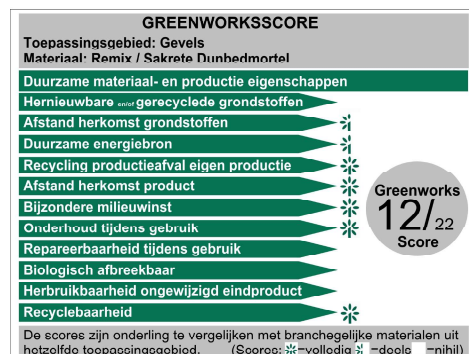 GREENWORKSSCORE
Toepassingsgebied: Gevels
Materiaal: Remix / Sakrete Dunbedmortel
Duurzame materiaal- en productie eigenschappen
Hernieuwbare en/of gerecyclede grondstoffen
Afstand herkomst grondstoffen
Duurzame energiebron
Recycling productieafval eigen productie
Afstand herkomst product
Bijzondere milieuwinst
Onderhoud tijdens gebruik
Repareerbaarheid tijdens gebruik
Biologisch afbreekbaar
Herbruikbaarheid ongewijzigd eindproduct
Recyclebaarheid
Greenworks
12/22
Score
De scores zijn onderling te vergelijken met branchegelijke materialen uit
hetzelfde toepassingsgebied. (Scores: =volledig =deels =nihil)